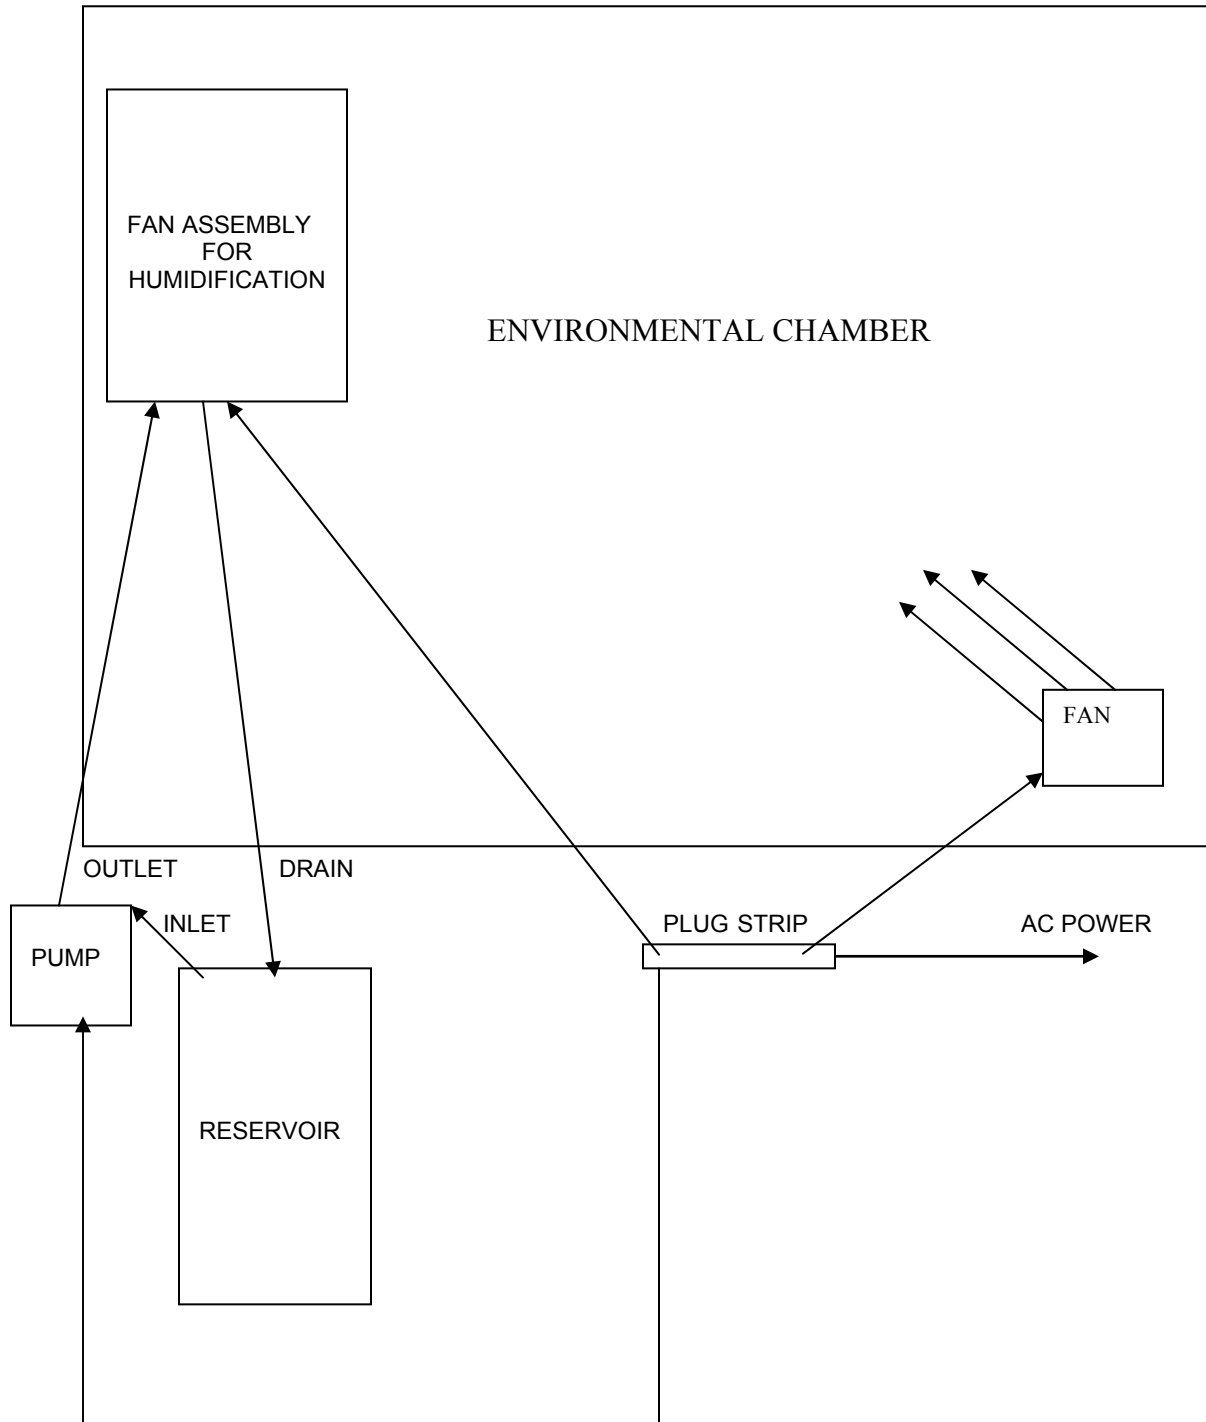 FAN ASSEMBLY
FOR
HUMIDIFICATION
ENVIRONMENTAL CHAMBER
FAN
OUTLET
DRAIN
INLET
PUMP
PLUG STRIP
AC POWER
RESERVOIR